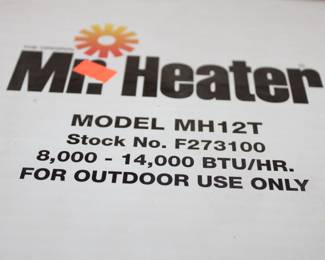 Mr. Heater
MODEL MH12T
Stock No. F273100
8,000 - 14,000 BTU/HR.
FOR OUTDOOR USE ONLY